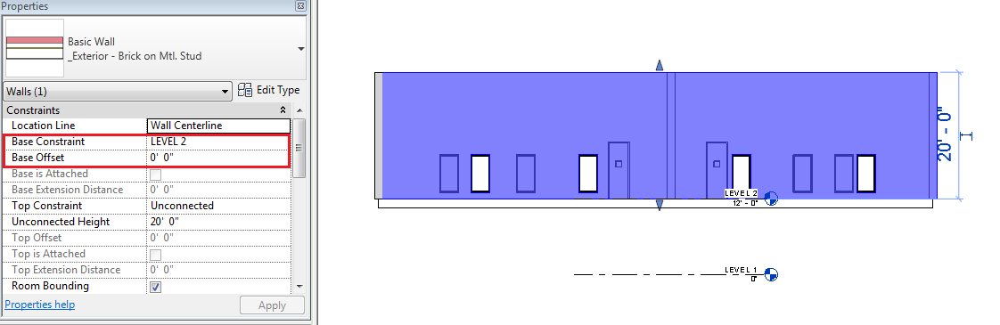 Properties
Basic Wall
_Exterior - Brick on Mtl. Stud
Walls (1)
Edit Type
Constraints
Location Line Wall Centerline
Base Constraint LEVEL 2
Base Offset 0' 0"
Base is Attached
Base Extension Distance 0' 0"
Top Constraint Unconnected
Unconnected Height 20' 0"
Top Offset 0' 0"
Top is Attached
Top Extension Distance 0' 0"
Room Bounding
Properties help
Apply
20' - 0"
LEVEL 2
12' - 0"
LEVEL 1
0"